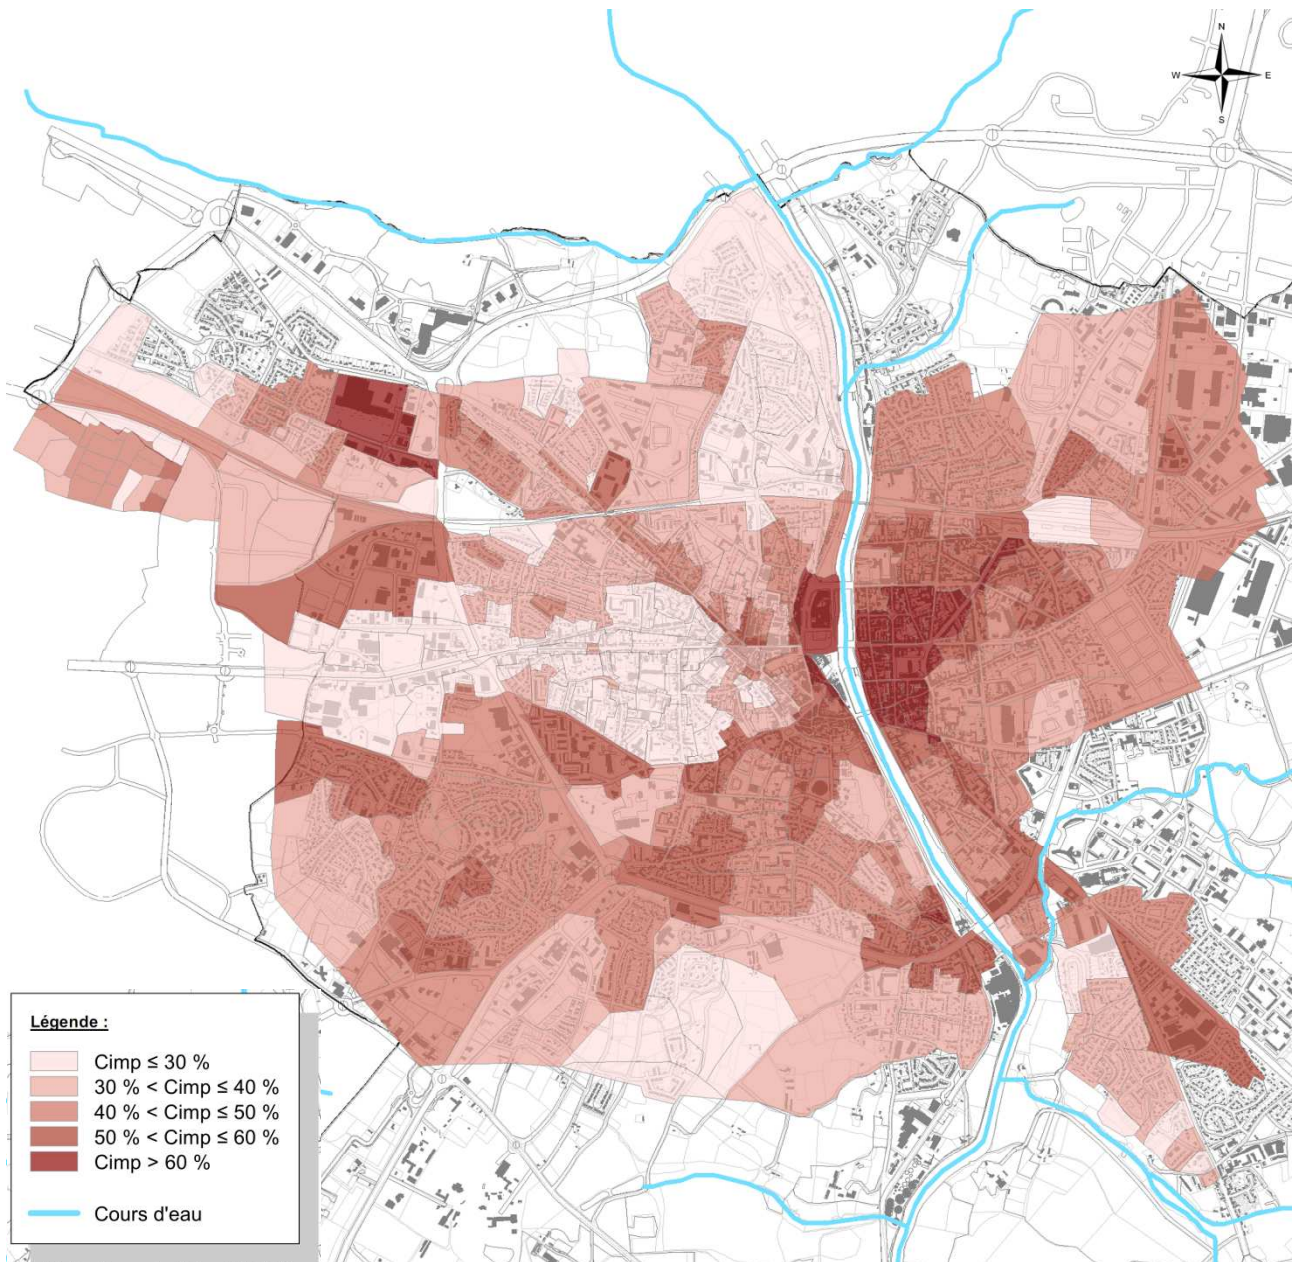 N
W
E
S
Légende :
Cimp ≤ 30 %
30 % < Cimp ≤ 40 %
40 % < Cimp ≤ 50 %
50 % < Cimp ≤ 60 %
Cimp > 60 %
Cours d'eau